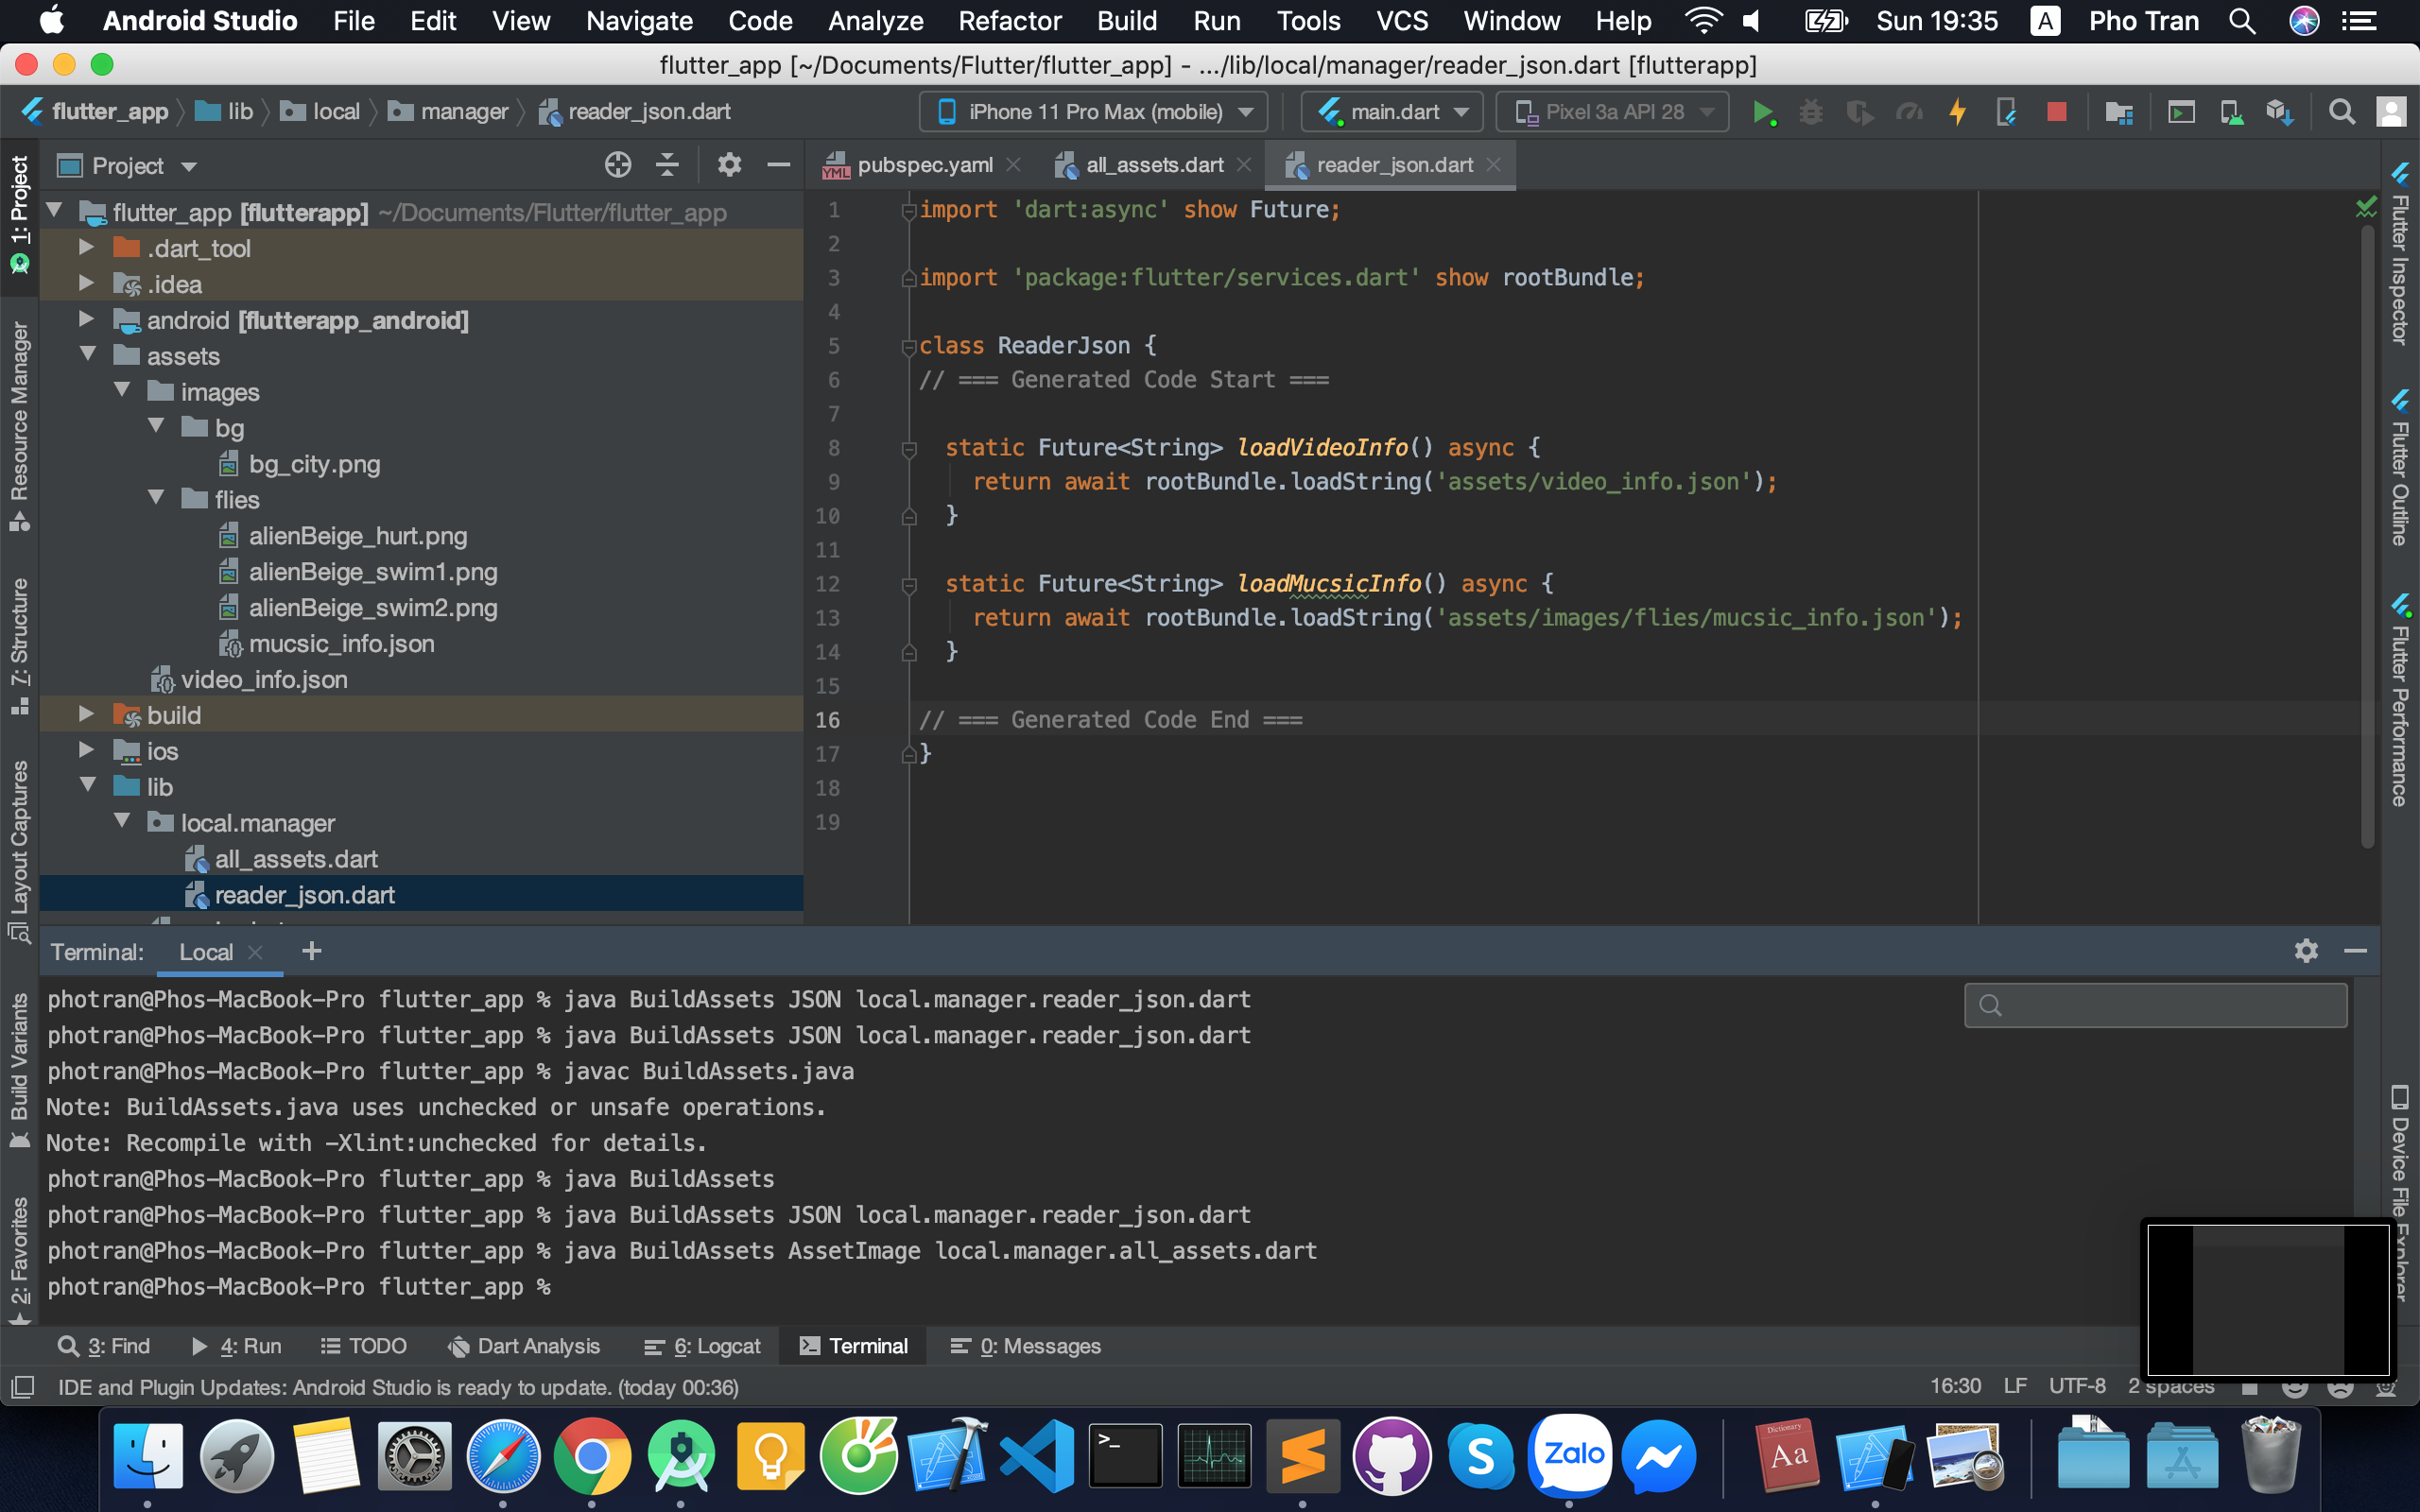 Android Studio File Edit View Navigate Code Analyze Refactor Build Run Tools VCS Window Help Sun 19:35 A Pho Tran
flutter_app [~/Documents/Flutter/flutter_app] - .../lib/local/manager/reader_json.dart [flutterapp]
flutter_app lib local manager reader_json.dart iPhone 11 Pro Max (mobile) main.dart Pixel 3a API 28
Project
pubspec.yaml all_assets.dart reader_json.dart
flutter_app [flutterapp] ~/Documents/Flutter/flutter_app
.dart_tool
.idea
android [flutterapp_android]
assets
images
bg
bg_city.png
flies
alienBeige_hurt.png
alienBeige_swim1.png
alienBeige_swim2.png
mucsic_info.json
video_info.json
build
ios
lib
local.manager
all_assets.dart
reader_json.dart
1 import 'dart:async' show Future;
2
3 import 'package:flutter/services.dart' show rootBundle;
4
5 class ReaderJson {
6 // === Generated Code Start ===
7
8 static Future<String> loadVideoInfo() async {
9 return await rootBundle.loadString('assets/video_info.json');
10 }
11
12 static Future<String> loadMucsicInfo() async {
13 return await rootBundle.loadString('assets/images/flies/mucsic_info.json');
14 }
15
16 // === Generated Code End ===
17 }
18
19
1: Project
Resource Manager
7: Structure
Layout Captures
Build Variants
2: Favorites
Flutter Inspector
Flutter Outline
Flutter Performance
Device File Explorer
Terminal: Local +
photran@Phos-MacBook-Pro flutter_app % java BuildAssets JSON local.manager.reader_json.dart
photran@Phos-MacBook-Pro flutter_app % java BuildAssets JSON local.manager.reader_json.dart
photran@Phos-MacBook-Pro flutter_app % javac BuildAssets.java
Note: BuildAssets.java uses unchecked or unsafe operations.
Note: Recompile with -Xlint:unchecked for details.
photran@Phos-MacBook-Pro flutter_app % java BuildAssets
photran@Phos-MacBook-Pro flutter_app % java BuildAssets JSON local.manager.reader_json.dart
photran@Phos-MacBook-Pro flutter_app % java BuildAssets AssetImage local.manager.all_assets.dart
photran@Phos-MacBook-Pro flutter_app %
3: Find 4: Run TODO Dart Analysis 6: Logcat Terminal 0: Messages
IDE and Plugin Updates: Android Studio is ready to update. (today 00:36) 16:30 LF UTF-8 2 spaces
Dictionary
Aa
Zalo